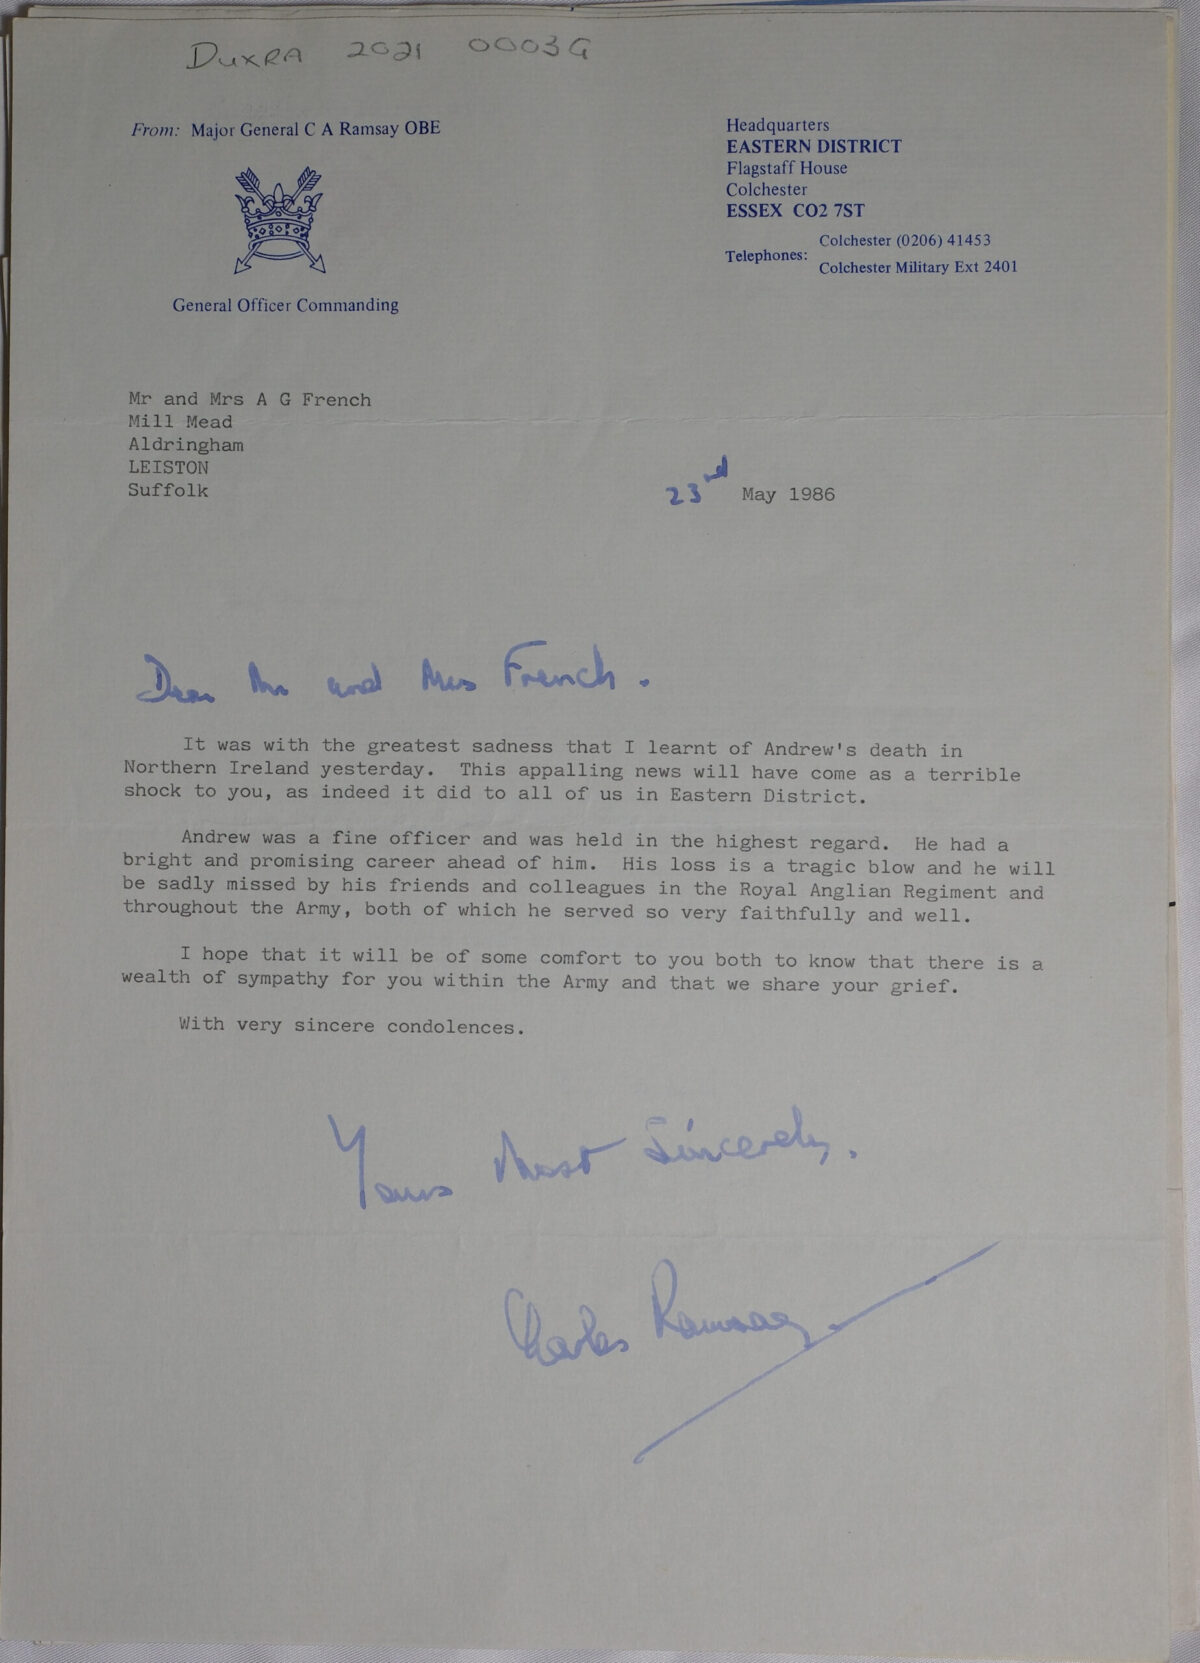 DUXRA 2021 0003G
From: Major General C A Ramsay OBE
General Officer Commanding
Headquarters
EASTERN DISTRICT
Flagstaff House
Colchester
ESSEX CO2 7ST
Telephones: Colchester (0206) 41453
Colchester Military Ext 2401
Mr and Mrs A G French
Mill Mead
Aldringham
LEISTON
Suffolk
23nd May 1986
Dear Mr and Mrs French.
It was with the greatest sadness that I learnt of Andrew's death in
Northern Ireland yesterday. This appalling news will have come as a terrible
shock to you, as indeed it did to all of us in Eastern District.
Andrew was a fine officer and was held in the highest regard. He had a
bright and promising career ahead of him. His loss is a tragic blow and he will
be sadly missed by his friends and colleagues in the Royal Anglian Regiment and
throughout the Army, both of which he served so very faithfully and well.
I hope that it will be of some comfort to you both to know that there is a
wealth of sympathy for you within the Army and that we share your grief.
With very sincere condolences.
Yours Most Sincerely.
Charles Ramsay.